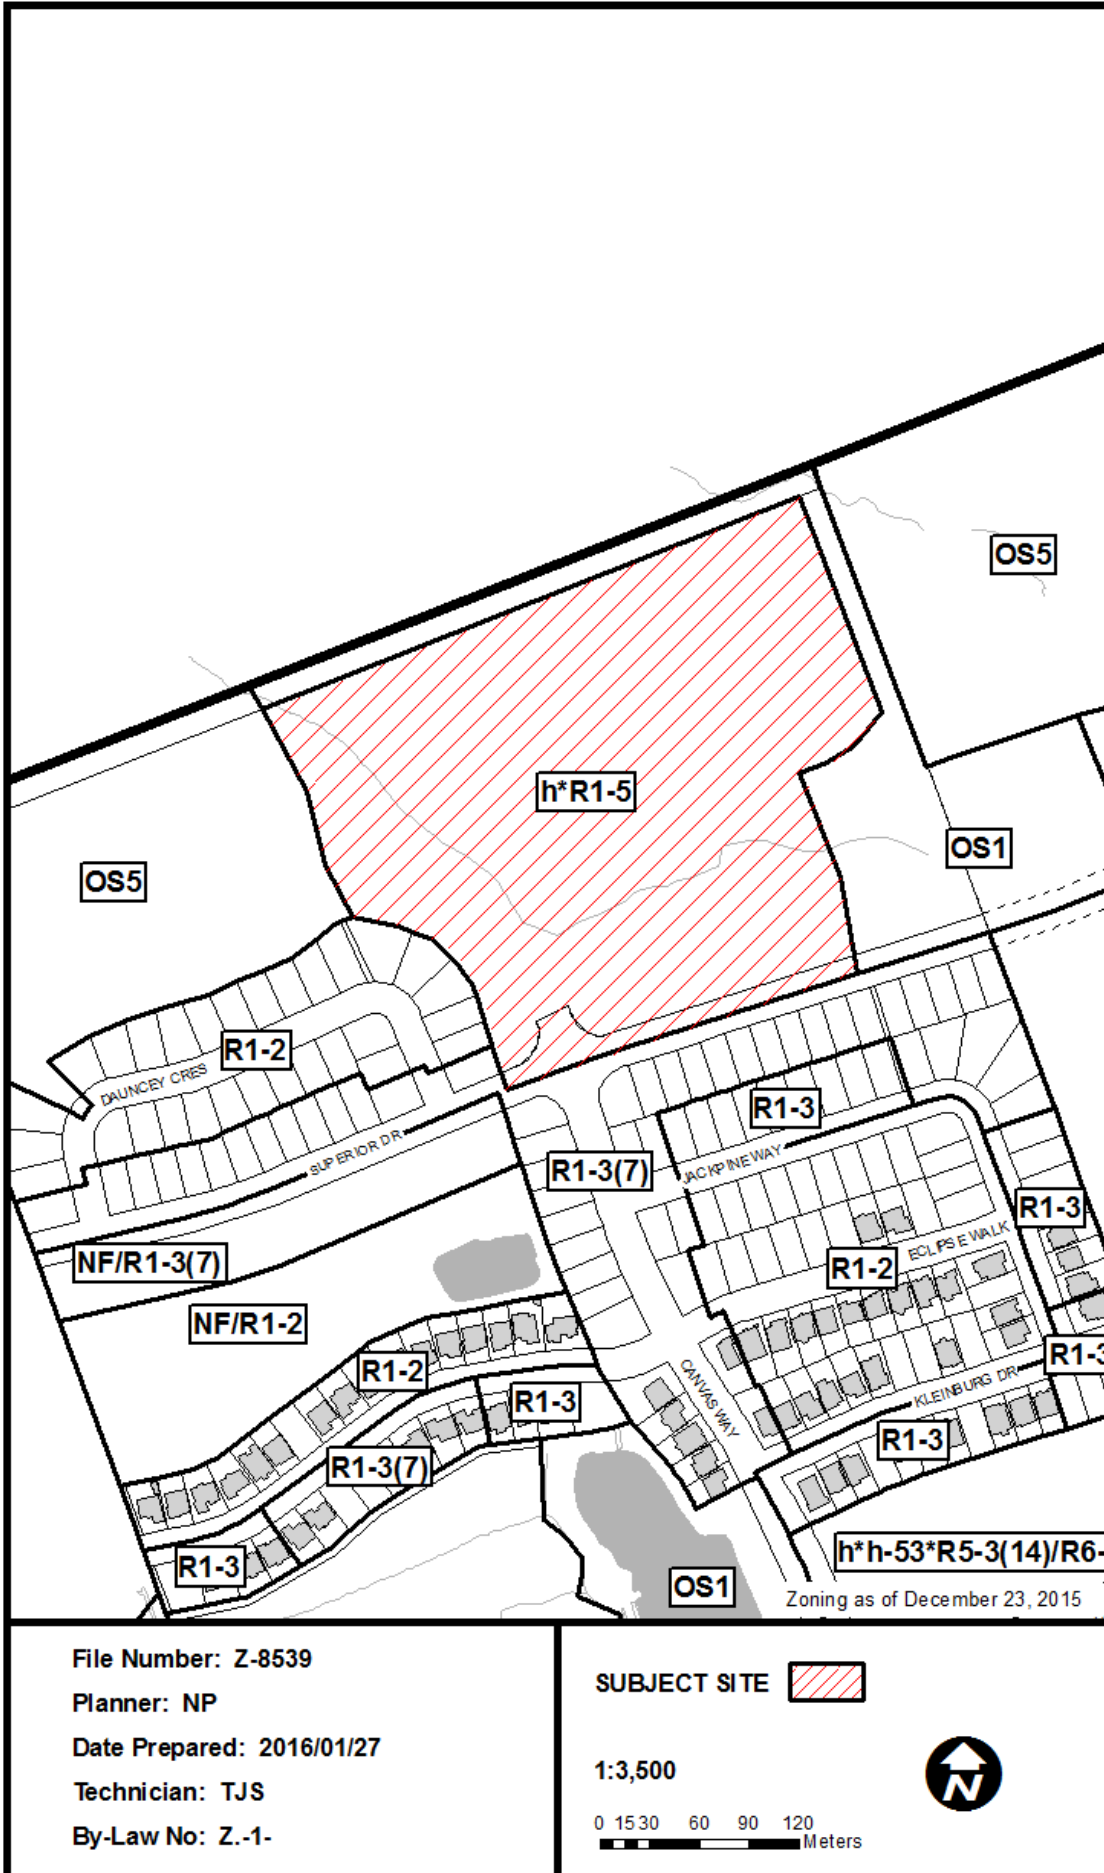 OS5
h*R1-5
OS1
OS5
R1-2
DAUNCEY CRES
R1-3
SUPERIOR DR
R1-3(7)
JACKPINE WAY
R1-3
ECLIPSE WALK
NF/R1-3(7)
R1-2
NF/R1-2
R1-3
R1-2
CANVAS WAY
KLEINBURG DR
R1-3
R1-3
R1-3(7)
R1-3
h*h-53*R5-3(14)/R6-
OS1
Zoning as of December 23, 2015
File Number: Z-8539
Planner: NP
Date Prepared: 2016/01/27
Technician: TJS
By-Law No: Z.-1-
SUBJECT SITE
1:3,500
N
0 15 30 60 90 120
Meters